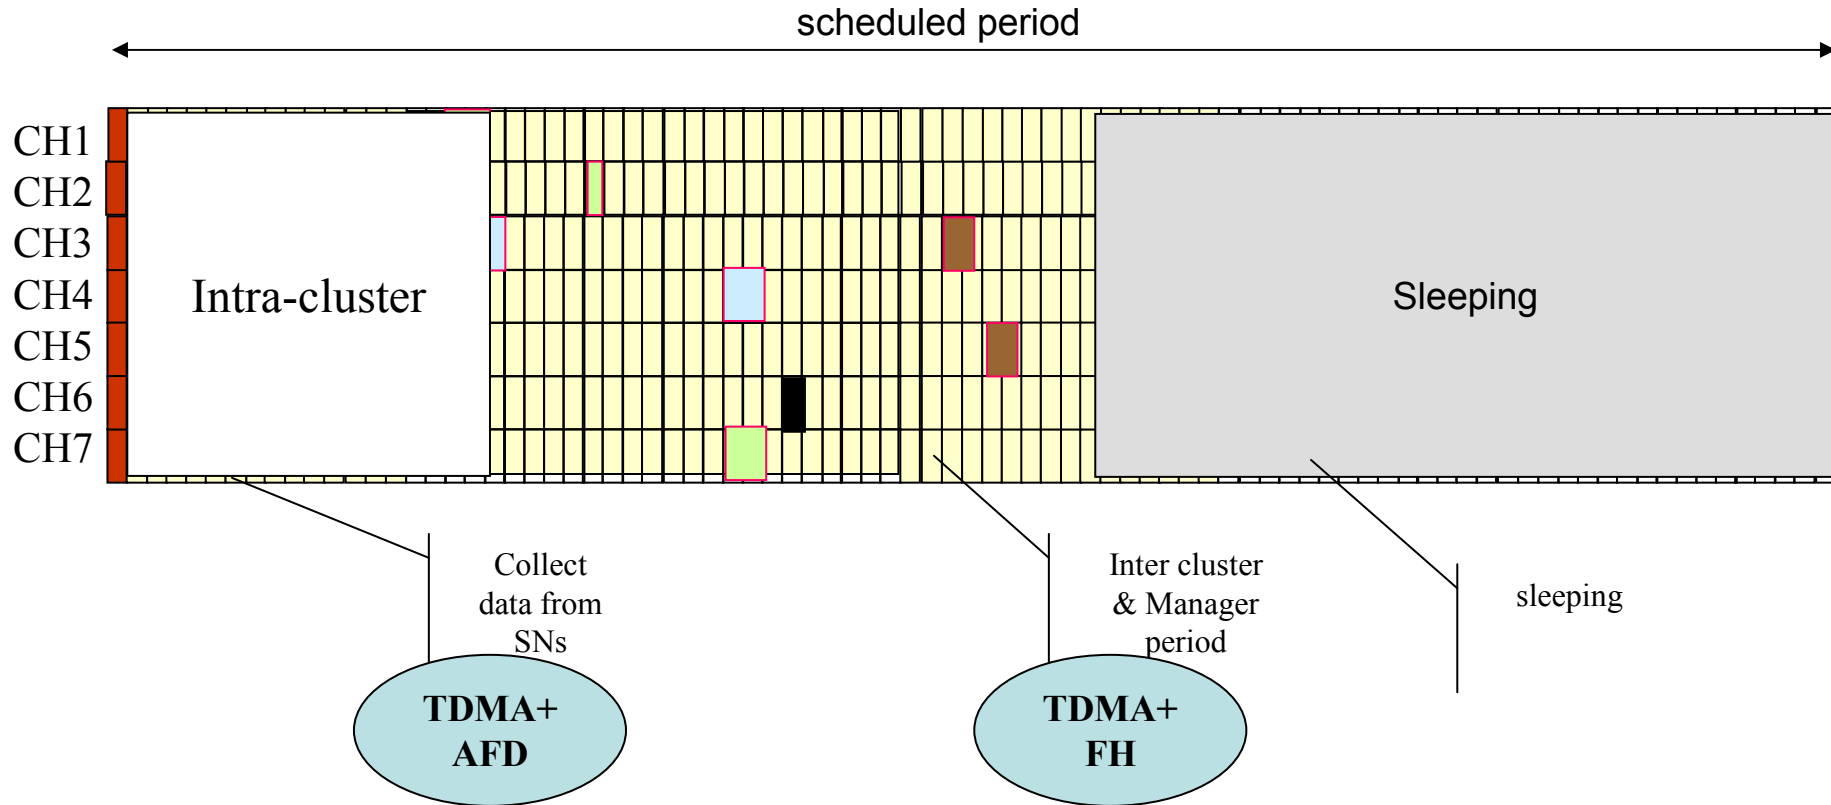 scheduled period
CH1
CH2
CH3
CH4
CH5
CH6
CH7
Intra-cluster
Sleeping
Collect
data from
SNs
Inter cluster
& Manager
period
sleeping
TDMA+
AFD
TDMA+
FH